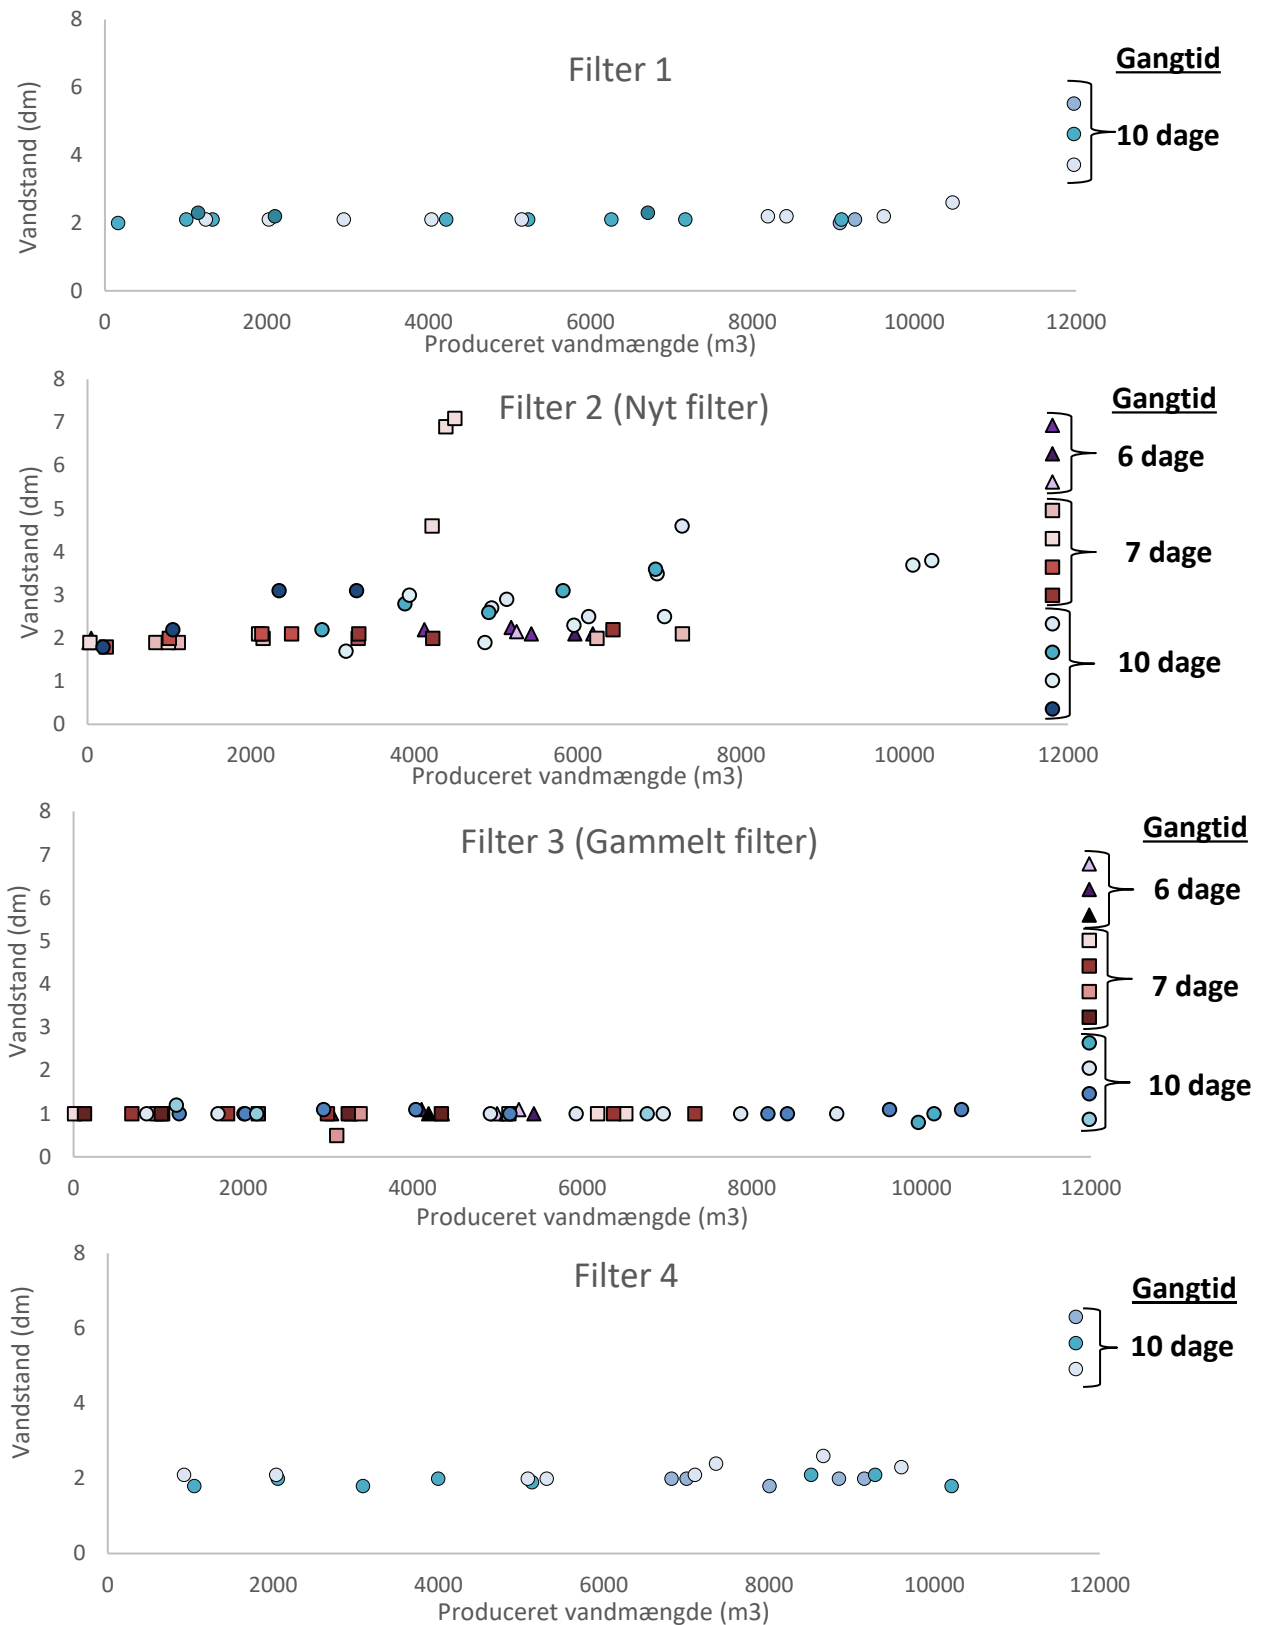 Filter 1
Vandstand (dm)
8
6
4
2
0
0 2000 4000 6000 8000 10000 12000
Produceret vandmængde (m3)
Gangtid
10 dage
Filter 2 (Nyt filter)
Vandstand (dm)
8
7
6
5
4
3
2
1
0
0 2000 4000 6000 8000 10000 12000
Produceret vandmængde (m3)
Gangtid
6 dage
7 dage
10 dage
Filter 3 (Gammelt filter)
Vandstand (dm)
8
7
6
5
4
3
2
1
0
0 2000 4000 6000 8000 10000 12000
Produceret vandmængde (m3)
Gangtid
6 dage
7 dage
10 dage
Filter 4
Vandstand (dm)
8
6
4
2
0
0 2000 4000 6000 8000 10000 12000
Produceret vandmængde (m3)
Gangtid
10 dage